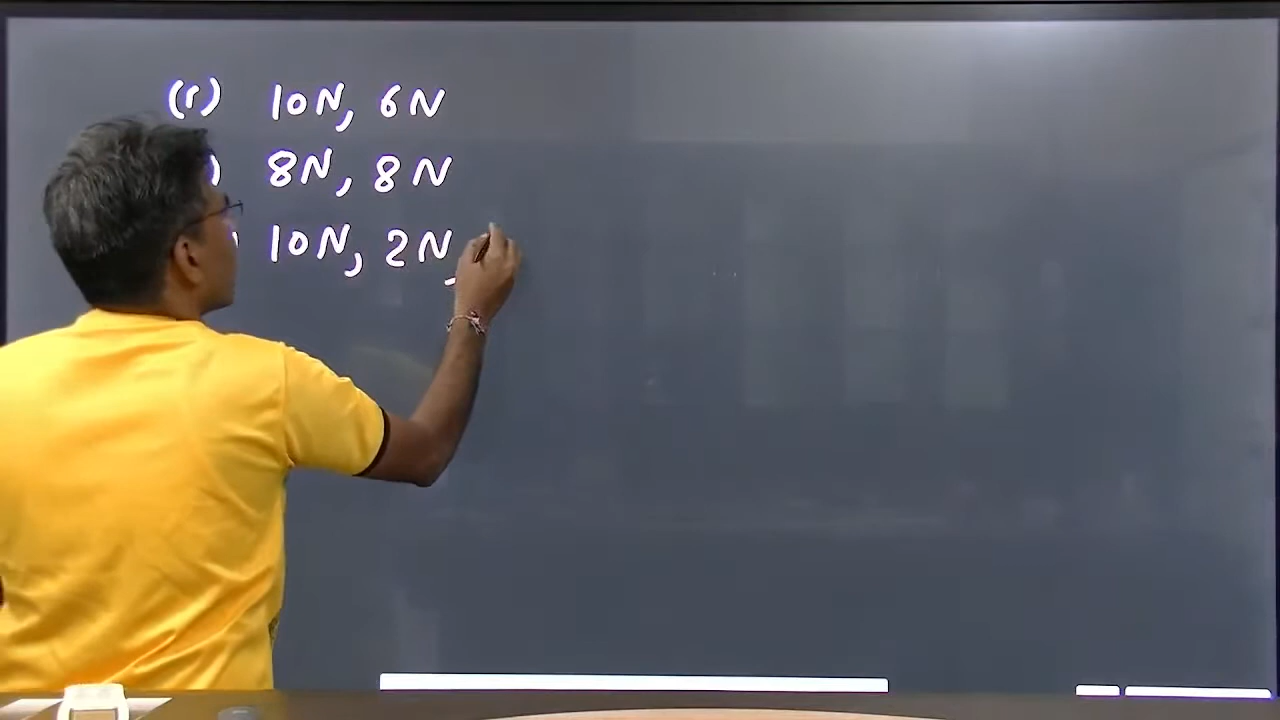 (1) 10N, 6N
) 8N, 8N
) 10N, 2N